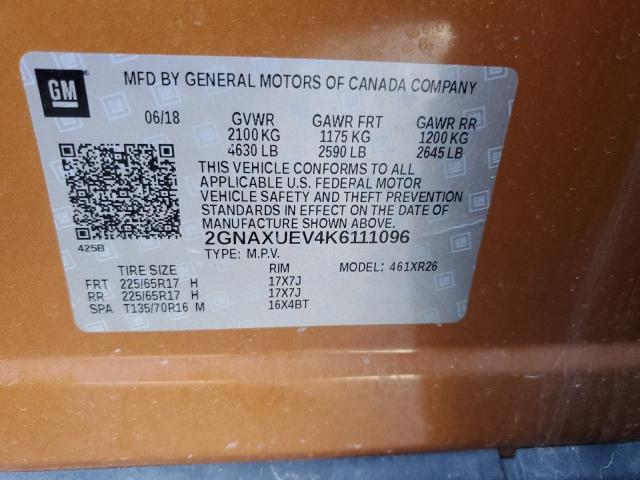 GM
MFD BY GENERAL MOTORS OF CANADA COMPANY
06/18 GVWR GAWR FRT GAWR RR
2100 KG 1175 KG 1200 KG
4630 LB 2590 LB 2645 LB
THIS VEHICLE CONFORMS TO ALL
APPLICABLE U.S. FEDERAL MOTOR
VEHICLE SAFETY AND THEFT PREVENTION
STANDARDS IN EFFECT ON THE DATE OF
MANUFACTURE SHOWN ABOVE.
425B 2GNAXUEV4K6111096
TYPE: M.P.V. MODEL: 461XR26
TIRE SIZE RIM
FRT 225/65R17 H 17X7J
RR 225/65R17 H 17X7J
SPA T135/70R16 M 16X4BT